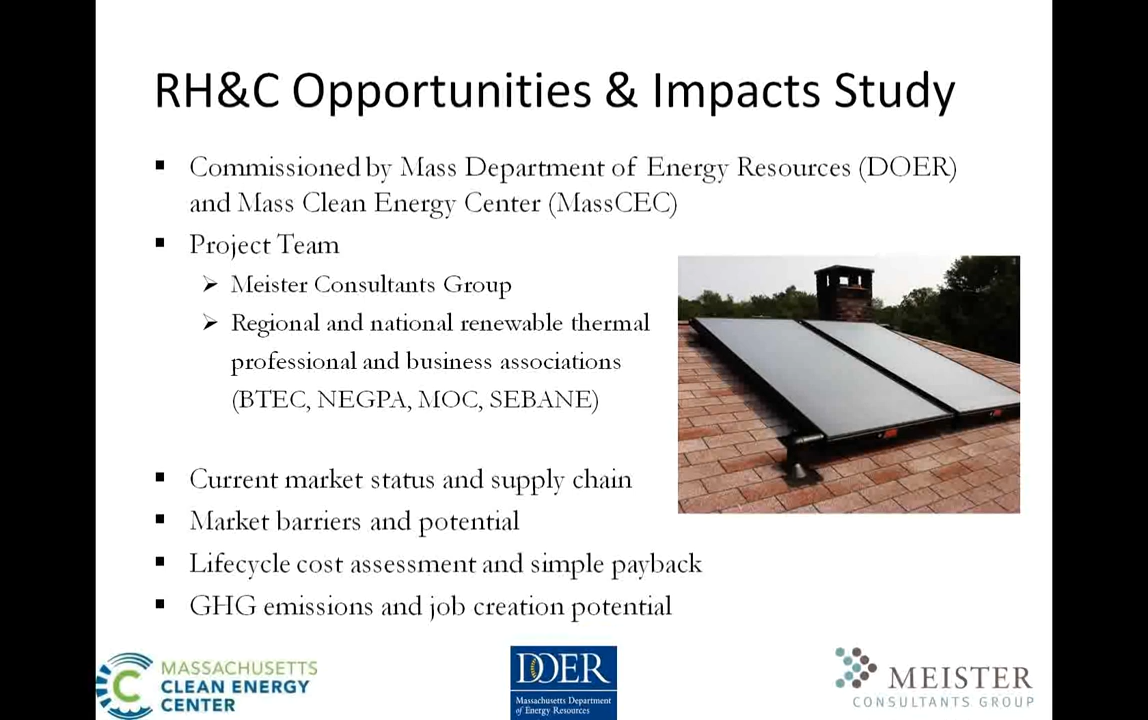 RH&C Opportunities & Impacts Study
Commissioned by Mass Department of Energy Resources (DOER)
and Mass Clean Energy Center (MassCEC)
Project Team
Meister Consultants Group
Regional and national renewable thermal
professional and business associations
(BTEC, NEGPA, MOC, SEBANE)
Current market status and supply chain
Market barriers and potential
Lifecycle cost assessment and simple payback
GHG emissions and job creation potential
MASSACHUSETTS
CLEAN ENERGY
CENTER
DOER
Massachusetts Department
of Energy Resources
MEISTER
CONSULTANTS GROUP